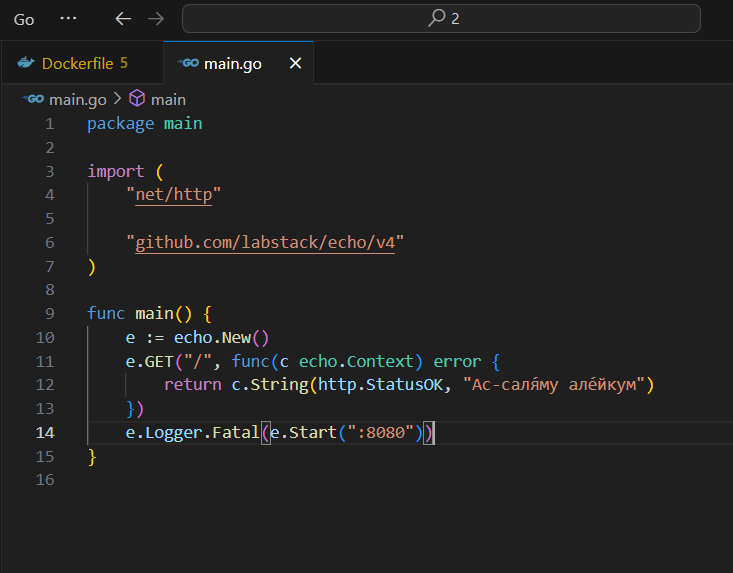 Go ··· ← → 2
Dockerfile 5 main.go ×
main.go > main
1 package main
2
3 import (
4 "net/http"
5
6 "github.com/labstack/echo/v4"
7 )
8
9 func main() {
10 e := echo.New()
11 e.GET("/", func(c echo.Context) error {
12 return c.String(http.StatusOK, "Ас-саля́му але́йкум")
13 })
14 e.Logger.Fatal(e.Start(":8080"))
15 }
16